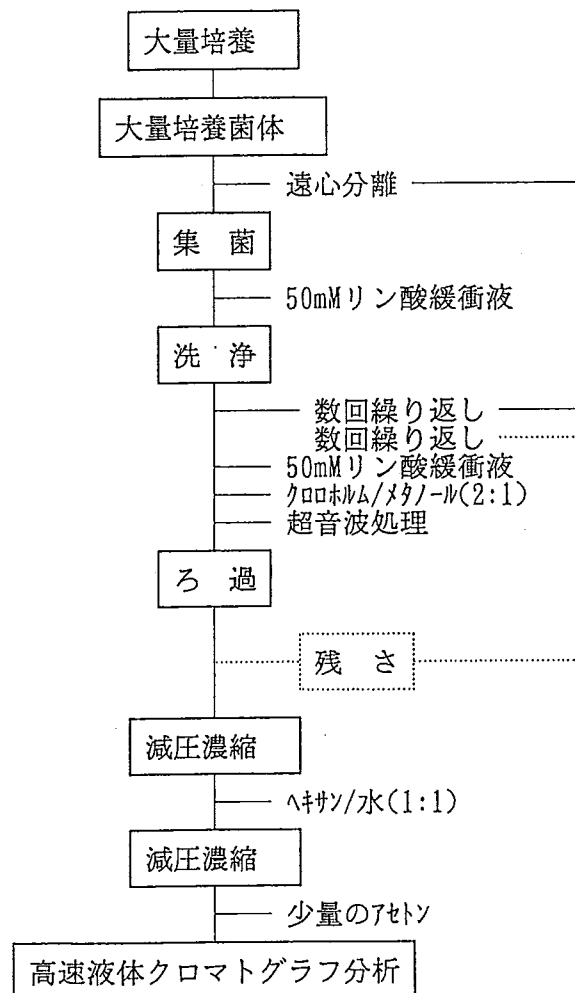 大量培養
大量培養菌体
遠心分離
集 菌
50mMリン酸緩衝液
洗 浄
数回繰り返し
数回繰り返し
50mMリン酸緩衝液
クロロホルム/メタノール(2:1)
超音波処理
ろ 過
残 さ
減圧濃縮
ヘキサン/水(1:1)
減圧濃縮
少量のアセトン
高速液体クロマトグラフ分析